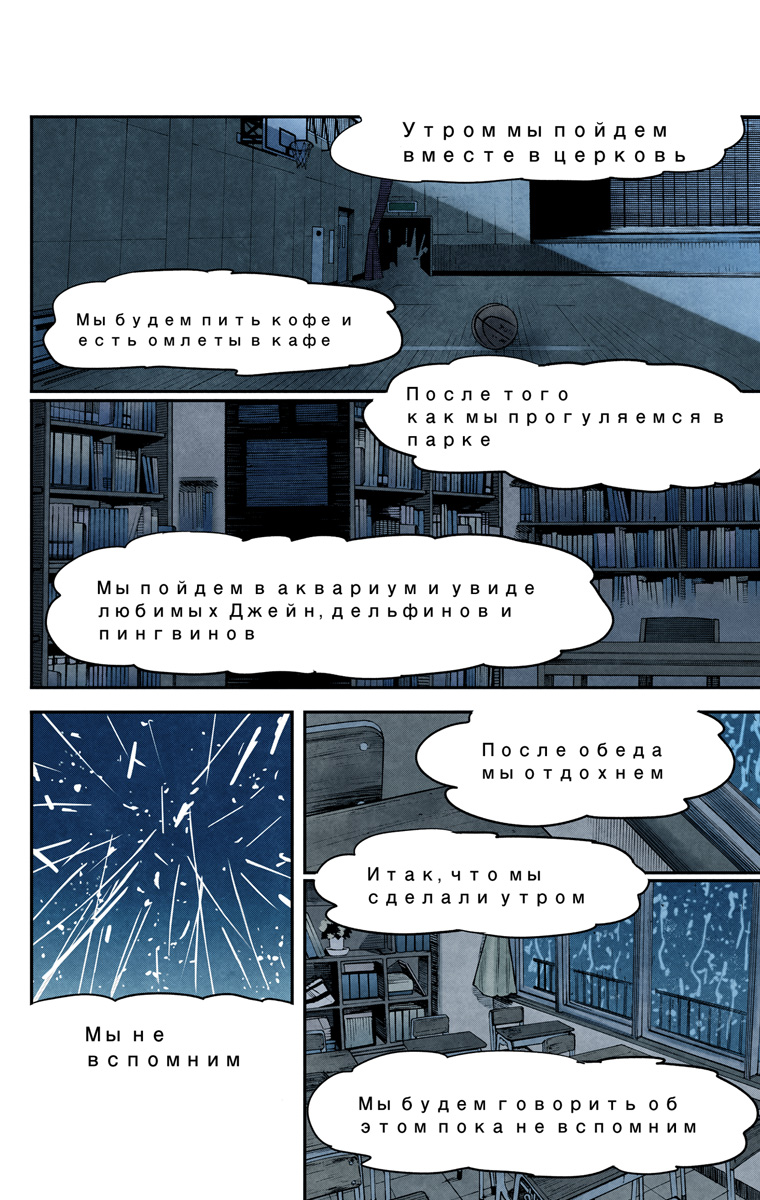 Утром мы пойдем
вместе в церковь
Мы будем пить кофе и
есть омлеты в кафе
После того
как мы прогуляемся в
парке
Мы пойдем в аквариум и увиде
любимых Джейн, дельфинов и
пингвинов
После обеда
мы отдохнем
Итак, что мы
сделали утром
Мы не
вспомним
Мы будем говорить об
этом пока не вспомним